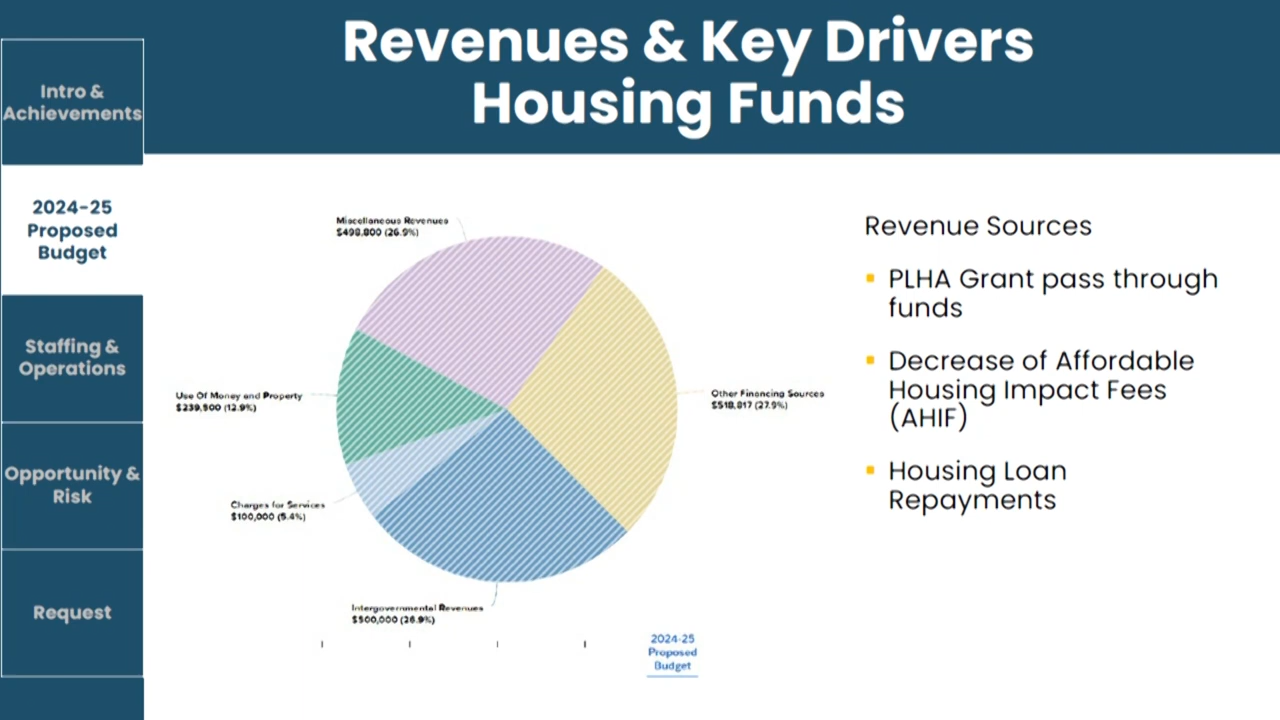 Revenues & Key Drivers
Housing Funds
Intro &
Achievements
2024-25
Proposed
Budget
Staffing &
Operations
Opportunity &
Risk
Request
Miscellaneous Revenues
$498,800 (26.9%)
Other Financing Sources
$518,817 (27.9%)
Use Of Money and Property
$239,500 (12.9%)
Charges for Services
$100,000 (5.4%)
Intergovernmental Revenues
$500,000 (26.9%)
2024-25
Proposed
Budget
Revenue Sources
PLHA Grant pass through
funds
Decrease of Affordable
Housing Impact Fees
(AHIF)
Housing Loan
Repayments